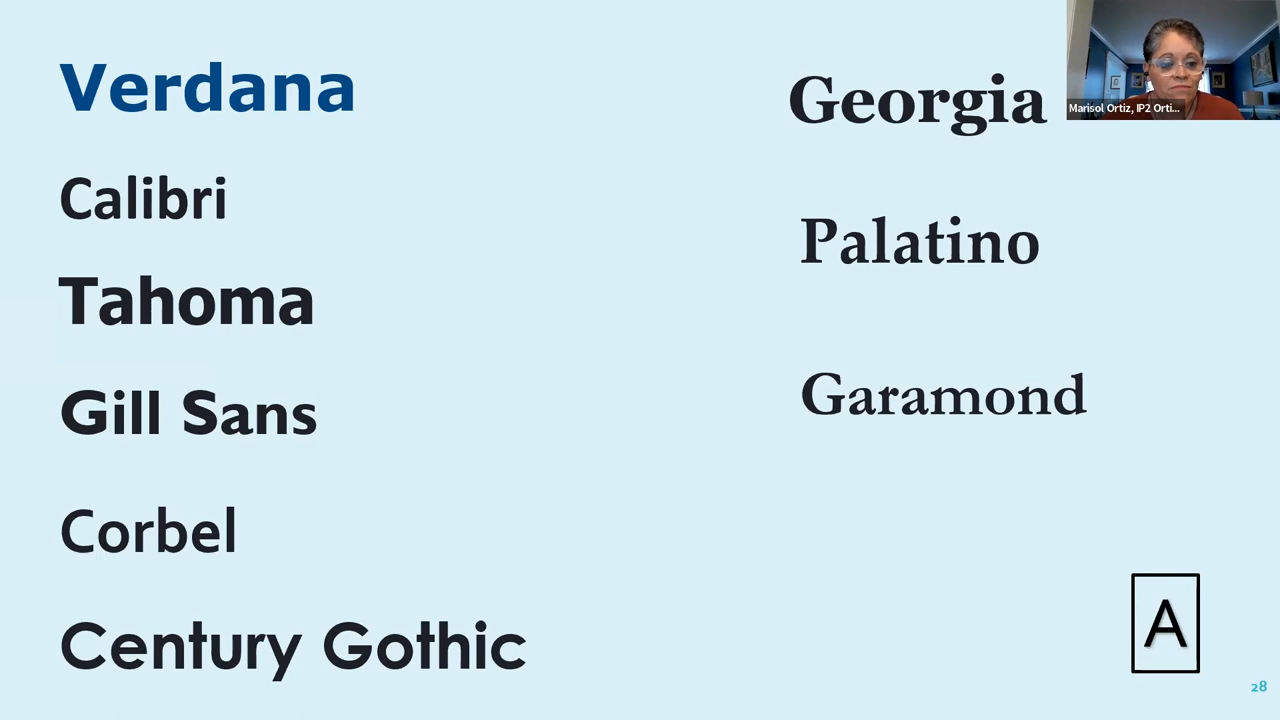 Verdana
Calibri
Tahoma
Gill Sans
Corbel
Century Gothic
Georgia
Palatino
Garamond
Marisol Ortiz, IP2 Orti...
A
28